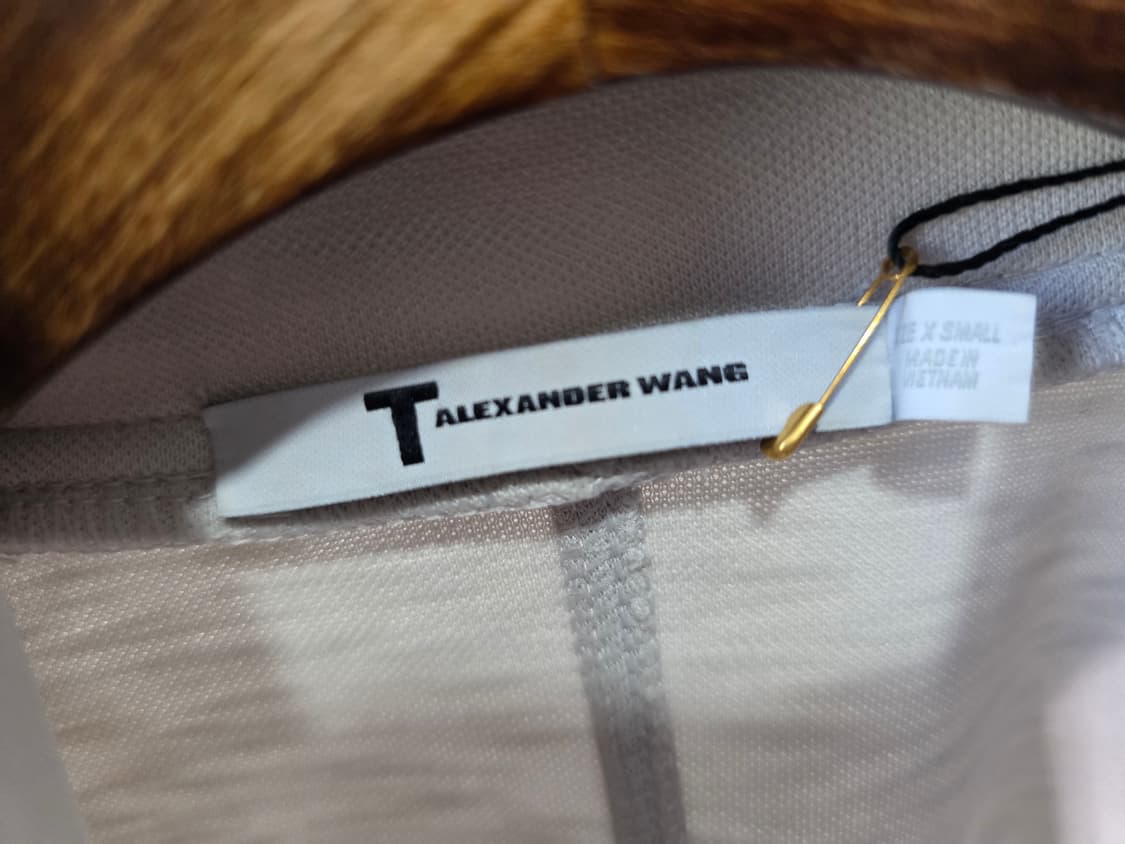 T ALEXANDER WANG
X SMALL
MADE IN
VIETNAM